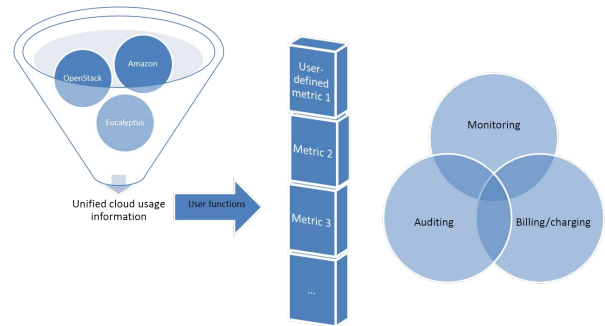 OpenStack
Amazon
Eucalyptus
Unified cloud usage
information
User functions
User-
defined
metric 1
Metric 2
Metric 3
...
Monitoring
Auditing
Billing/charging